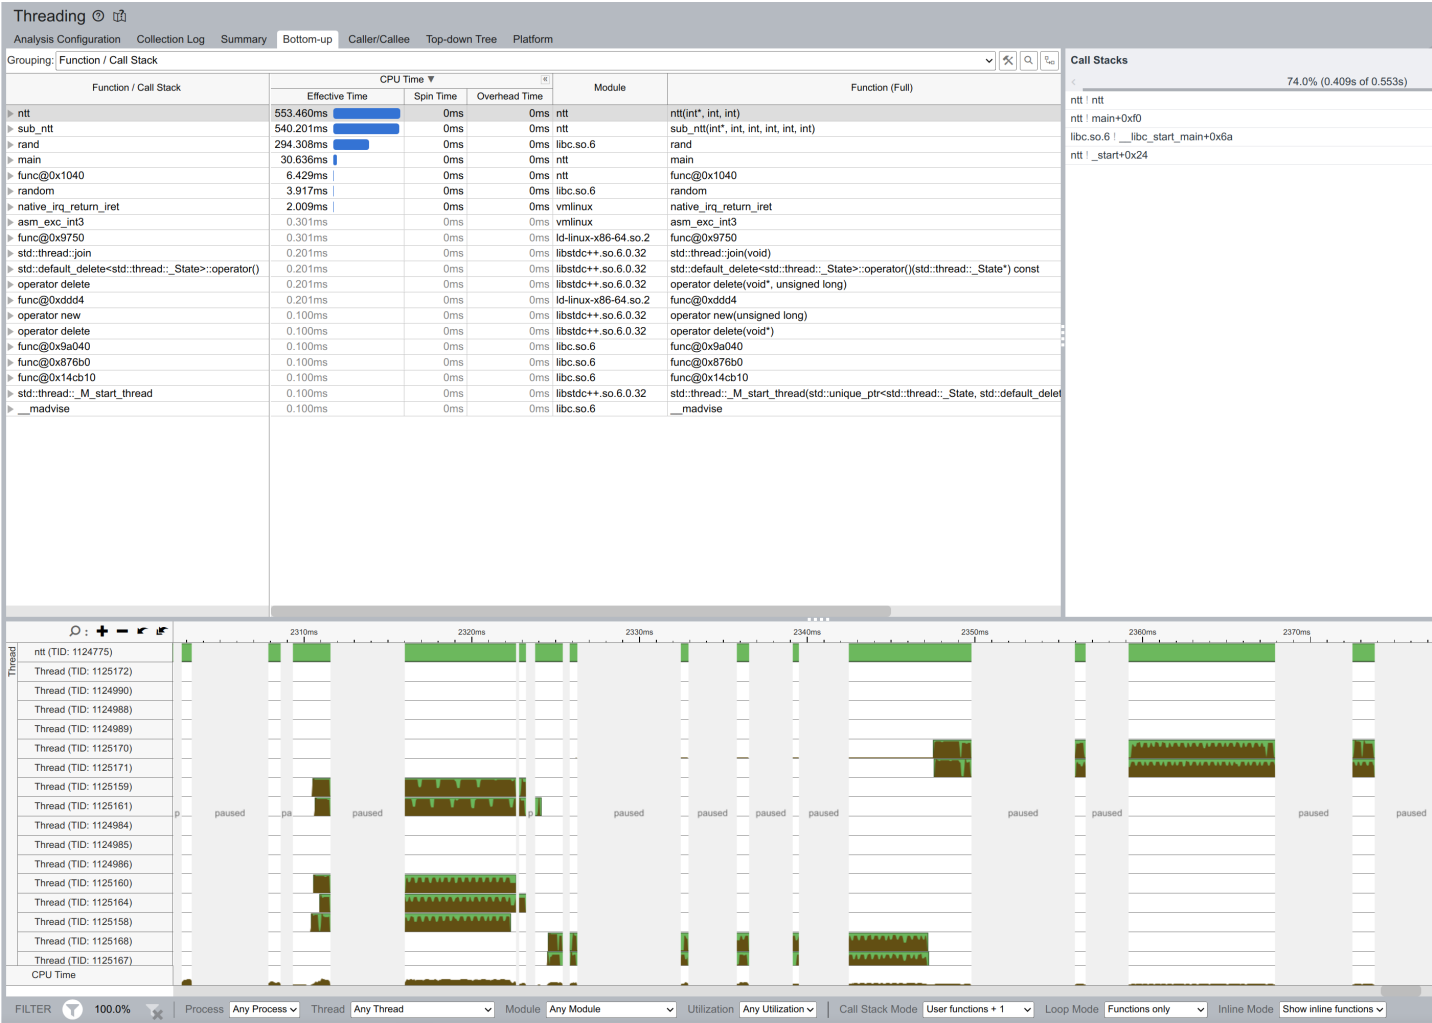 Threading
Analysis Configuration Collection Log Summary Bottom-up Caller/Callee Top-down Tree Platform
Grouping: Function / Call Stack
Function / Call Stack CPU Time ▼ Module Function (Full)
Effective Time Spin Time Overhead Time
ntt 553.460ms 0ms 0ms ntt ntt(int*, int, int)
sub_ntt 540.201ms 0ms 0ms ntt sub_ntt(int*, int, int, int, int, int)
rand 294.308ms 0ms 0ms libc.so.6 rand
main 30.636ms 0ms 0ms ntt main
func@0x1040 6.429ms 0ms 0ms ntt func@0x1040
random 3.917ms 0ms 0ms libc.so.6 random
native_irq_return_iret 2.009ms 0ms 0ms vmlinux native_irq_return_iret
asm_exc_int3 0.301ms 0ms 0ms vmlinux asm_exc_int3
func@0x9750 0.301ms 0ms 0ms ld-linux-x86-64.so.2 func@0x9750
std::thread::join 0.201ms 0ms 0ms libstdc++.so.6.0.32 std::thread::join(void)
std::default_delete<std::thread::_State>::operator() 0.201ms 0ms 0ms libstdc++.so.6.0.32 std::default_delete<std::thread::_State>::operator()(std::thread::_State*) const
operator delete 0.201ms 0ms 0ms libstdc++.so.6.0.32 operator delete(void*, unsigned long)
func@0xddd4 0.201ms 0ms 0ms ld-linux-x86-64.so.2 func@0xddd4
operator new 0.100ms 0ms 0ms libstdc++.so.6.0.32 operator new(unsigned long)
operator delete 0.100ms 0ms 0ms libstdc++.so.6.0.32 operator delete(void*)
func@0x9a040 0.100ms 0ms 0ms libc.so.6 func@0x9a040
func@0x876b0 0.100ms 0ms 0ms libc.so.6 func@0x876b0
func@0x14cb10 0.100ms 0ms 0ms libc.so.6 func@0x14cb10
std::thread::_M_start_thread 0.100ms 0ms 0ms libstdc++.so.6.0.32 std::thread::_M_start_thread(std::unique_ptr<std::thread::_State, std::default_delet
__madvise 0.100ms 0ms 0ms libc.so.6 __madvise
Call Stacks
74.0% (0.409s of 0.553s)
ntt ! ntt
ntt ! main+0xf0
libc.so.6 ! __libc_start_main+0x6a
ntt ! _start+0x24
2310ms 2320ms 2330ms 2340ms 2350ms 2360ms 2370ms
Thread
ntt (TID: 1124775)
Thread (TID: 1125172)
Thread (TID: 1124990)
Thread (TID: 1124988)
Thread (TID: 1124989)
Thread (TID: 1125170)
Thread (TID: 1125171)
Thread (TID: 1125159)
Thread (TID: 1125161)
p paused pa paused p paused paused paused paused paused paused paused paused
Thread (TID: 1124984)
Thread (TID: 1124985)
Thread (TID: 1124986)
Thread (TID: 1125160)
Thread (TID: 1125164)
Thread (TID: 1125158)
Thread (TID: 1125168)
Thread (TID: 1125167)
CPU Time
FILTER 100.0% Process Any Process Thread Any Thread Module Any Module Utilization Any Utilization Call Stack Mode User functions + 1 Loop Mode Functions only Inline Mode Show inline functions